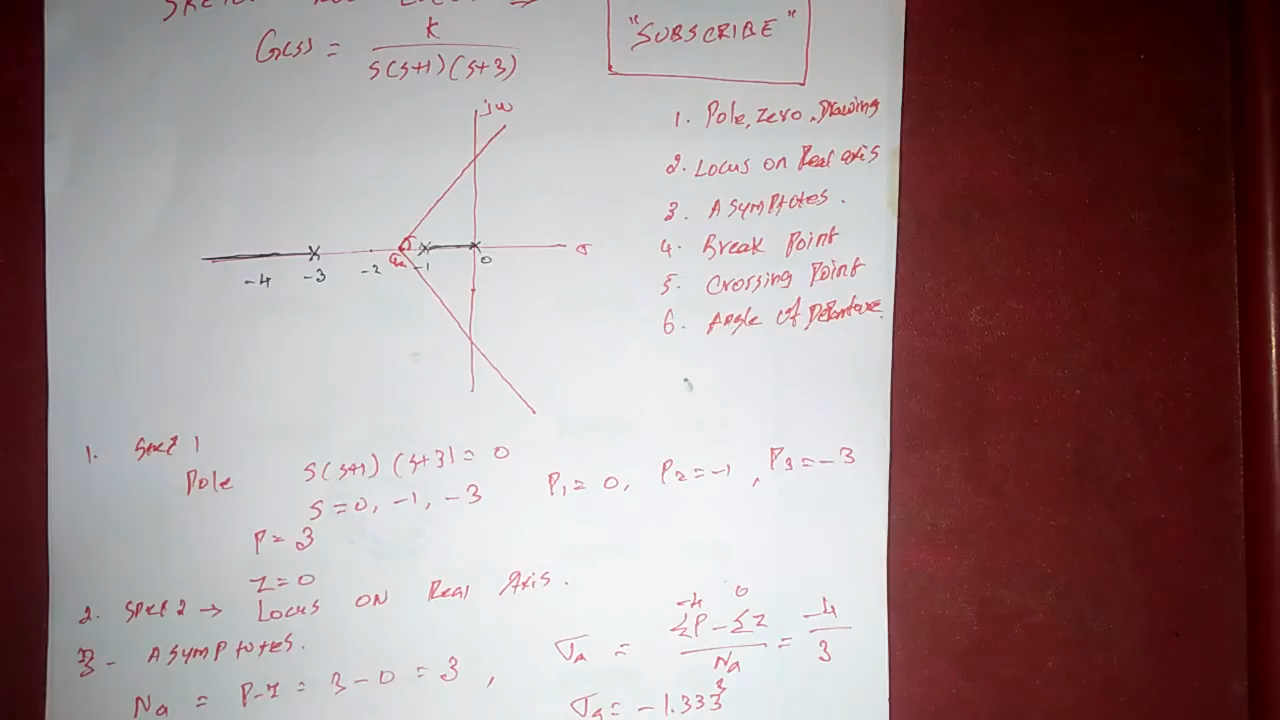 G(s) = K / s(s+1)(s+3)
"SUBSCRIBE"
jω
σ
-4 -3 -2 σa -1 0
1. Pole, Zero, Drawing
2. Locus on Real axis
3. Asymptotes.
4. Break Point
5. Crossing Point
6. Angle of
1. 1
Pole s(s+1) (s+3) = 0
s = 0, -1, -3 P1 = 0, P2 = -1, P3 = -3
P = 3
Z = 0
2. 2 → Locus ON Real Axis.
3 - Asymptotes.
Na = P-Z = 3 - 0 = 3,
σa = ΣP - ΣZ / Na = -4 / 3
-4 0
σa = -1.333